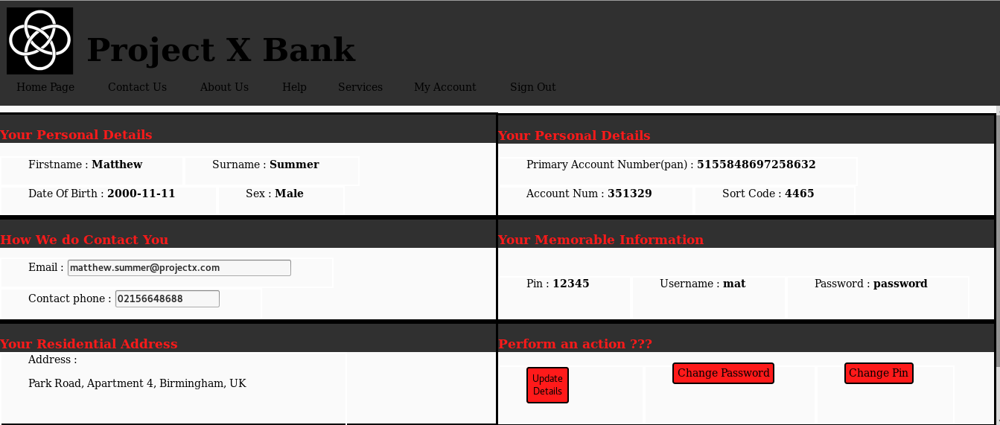 Project X Bank
Home Page Contact Us About Us Help Services My Account Sign Out
Your Personal Details
Firstname : Matthew Surname : Summer
Date Of Birth : 2000-11-11 Sex : Male
Your Personal Details
Primary Account Number(pan) : 5155848697258632
Account Num : 351329 Sort Code : 4465
How We do Contact You
Email : matthew.summer@projectx.com
Contact phone : 02156648688
Your Memorable Information
Pin : 12345 Username : mat Password : password
Your Residential Address
Address :
Park Road, Apartment 4, Birmingham, UK
Perform an action ???
Update
Details
Change Password
Change Pin